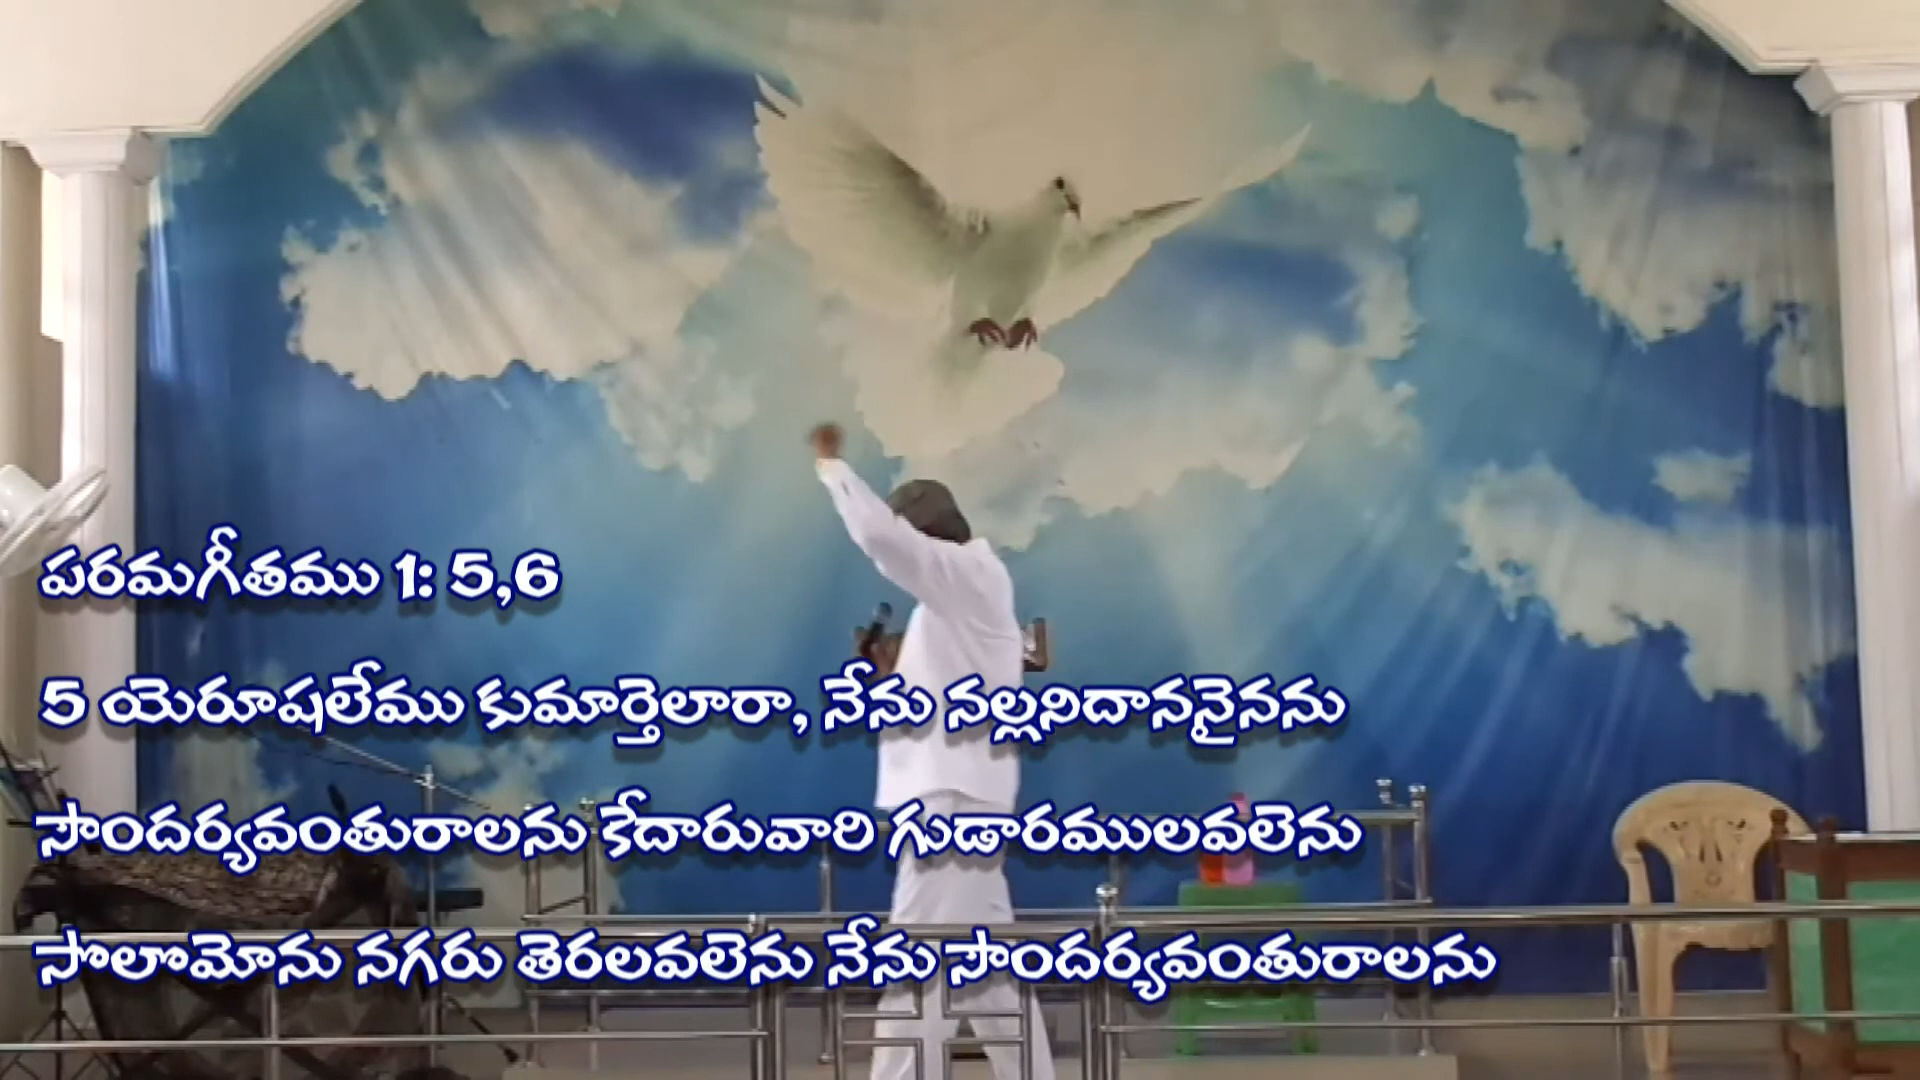 పరమగీతము 1: 5,6
5 యెరూషలేము కుమార్తెలారా, నేను నల్లనిదాననైనను
సౌందర్యవంతురాలను కేదారువారి గుడారములవలెను
సొలొమోను నగరు తెరలవలెను నేను సౌందర్యవంతురాలను